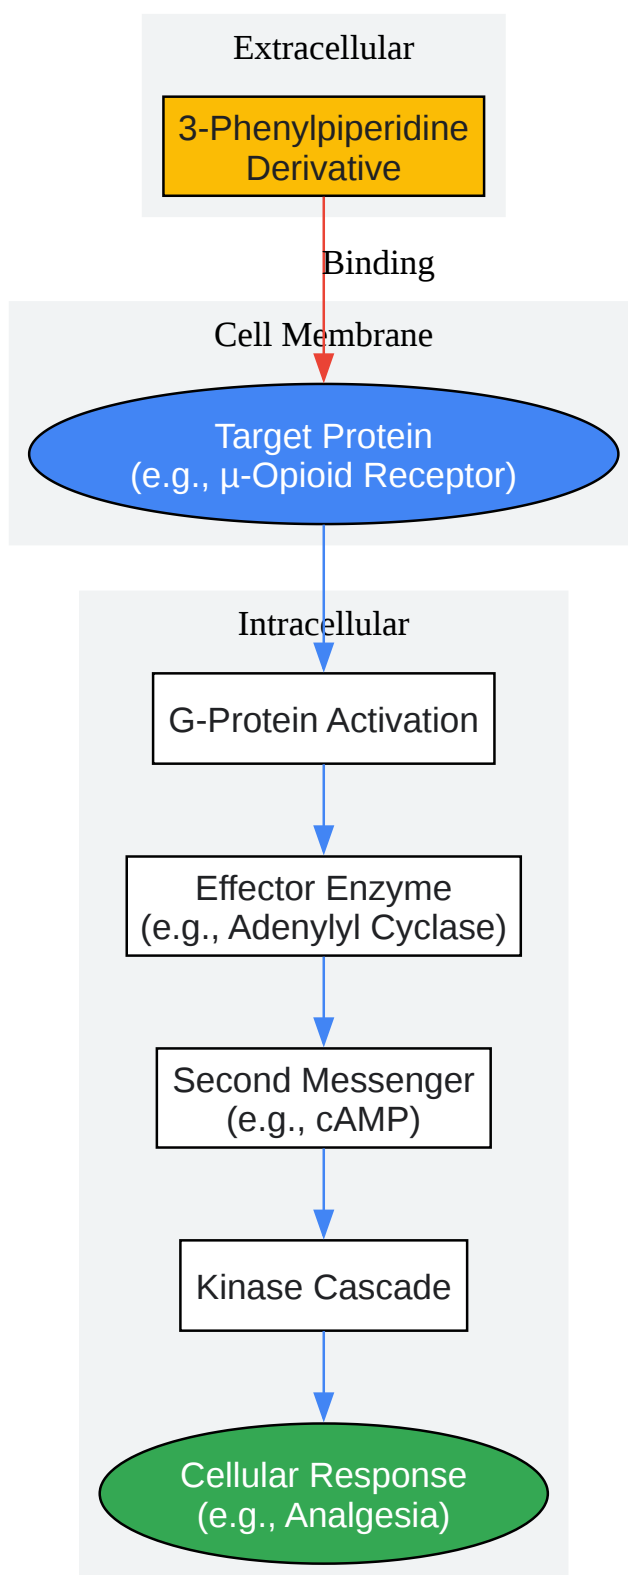 Extracellular
3-Phenylpiperidine
Derivative
Binding
Cell Membrane
Target Protein
(e.g., µ-Opioid Receptor)
Intracellular
G-Protein Activation
Effector Enzyme
(e.g., Adenylyl Cyclase)
Second Messenger
(e.g., cAMP)
Kinase Cascade
Cellular Response
(e.g., Analgesia)